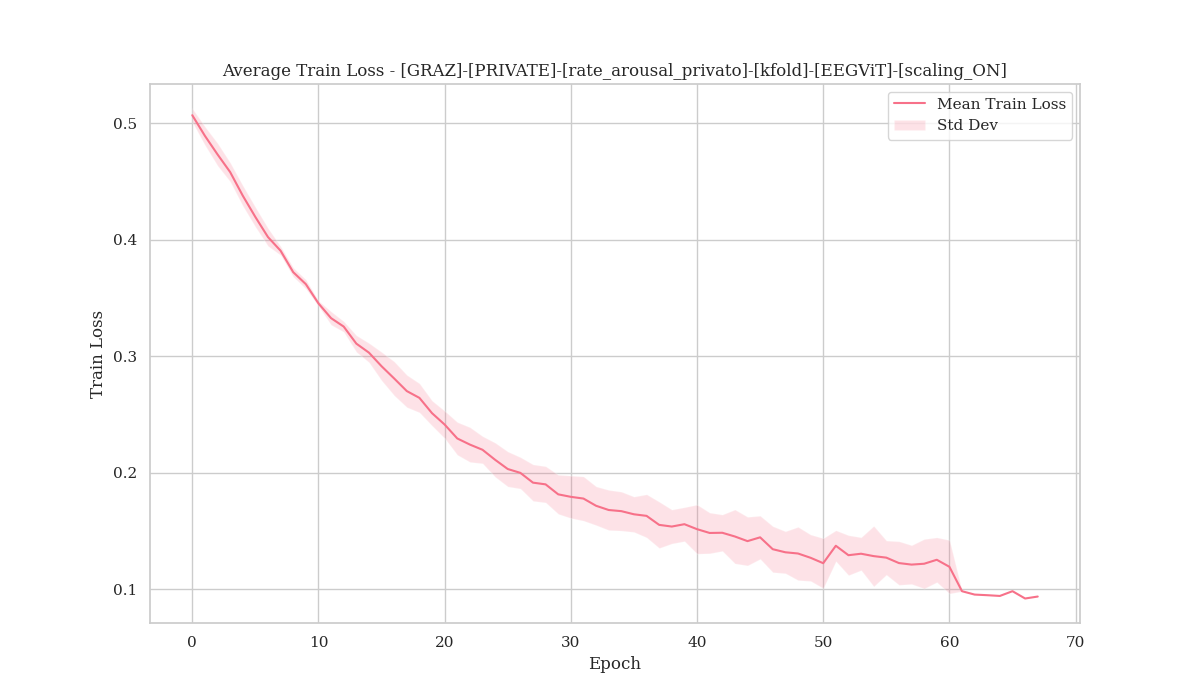 Average Train Loss - [GRAZ]-[PRIVATE]-[rate_arousal_privato]-[kfold]-[EEGViT]-[scaling_ON]
Mean Train Loss
Std Dev
0.5
0.4
0.3
0.2
0.1
Train Loss
0 10 20 30 40 50 60 70
Epoch